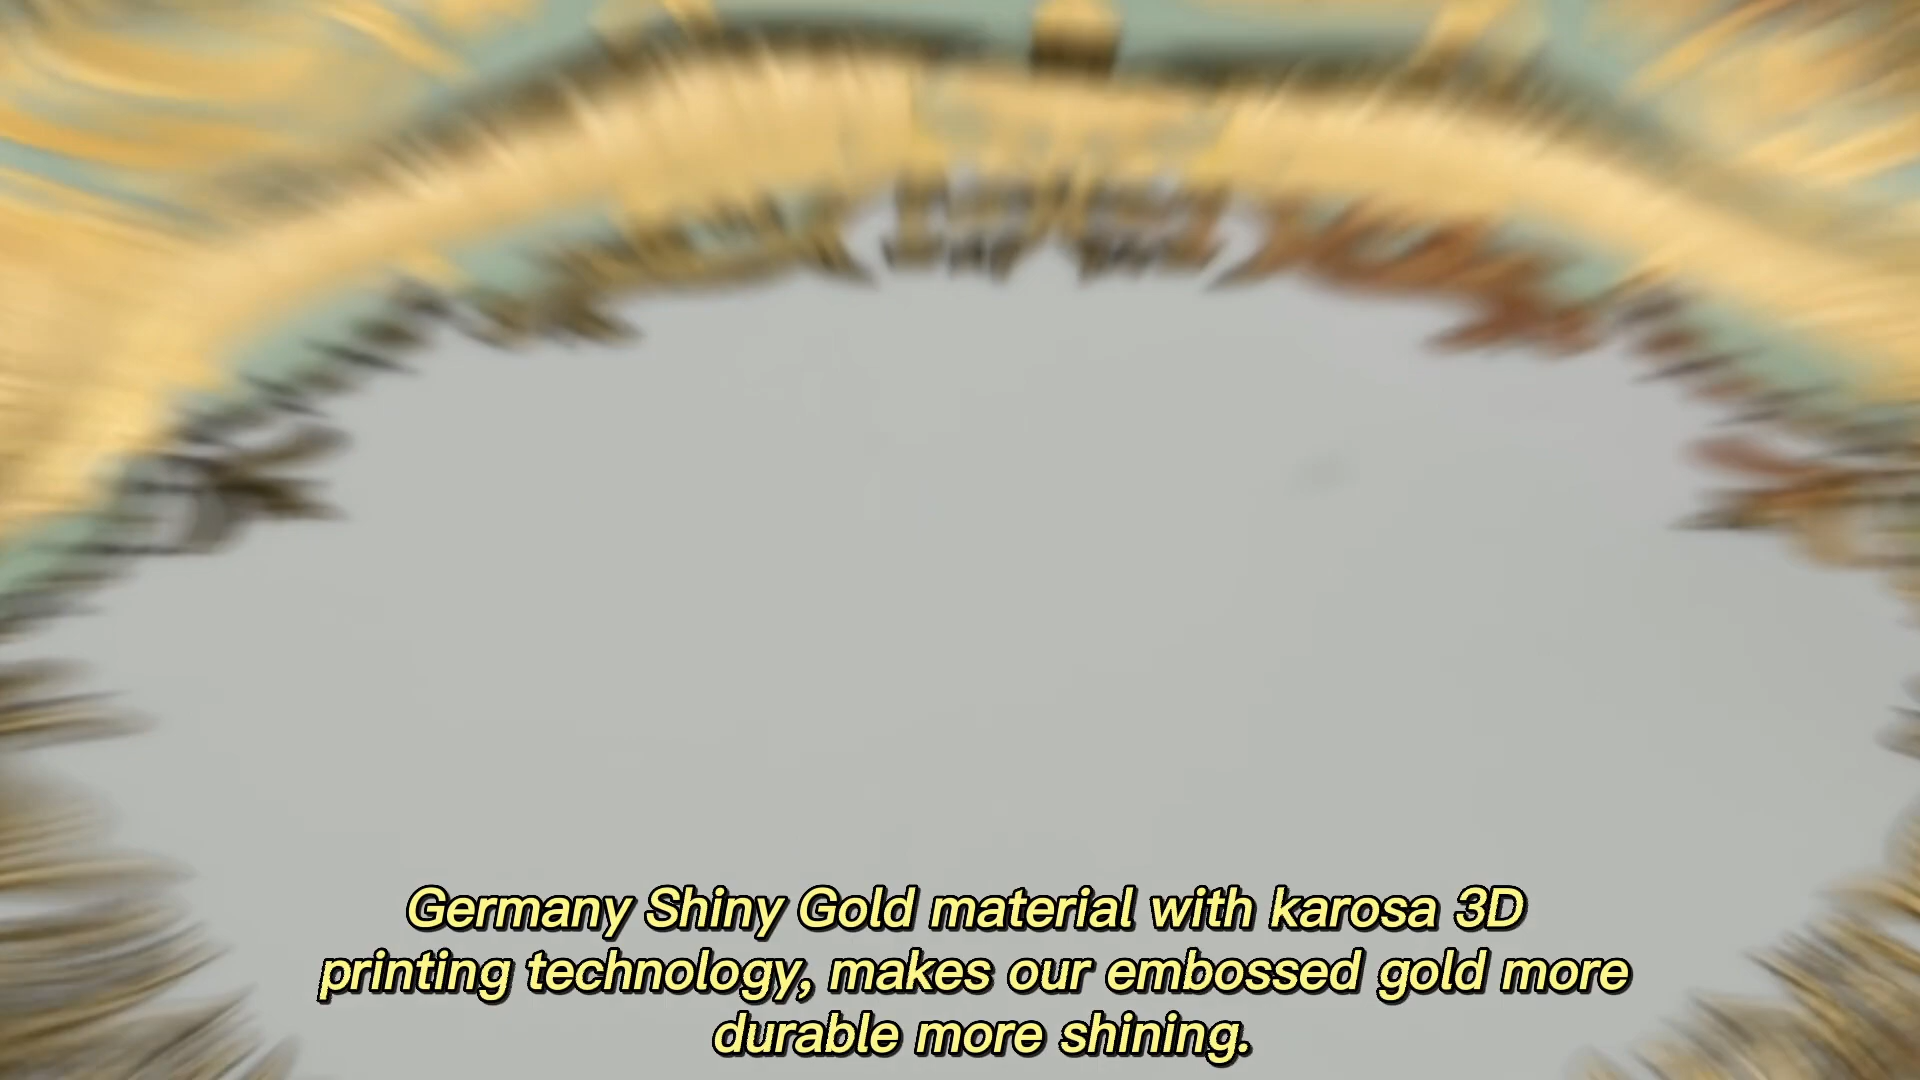 Germany Shiny Gold material with karosa 3D
printing technology, makes our embossed gold more
durable more shining.